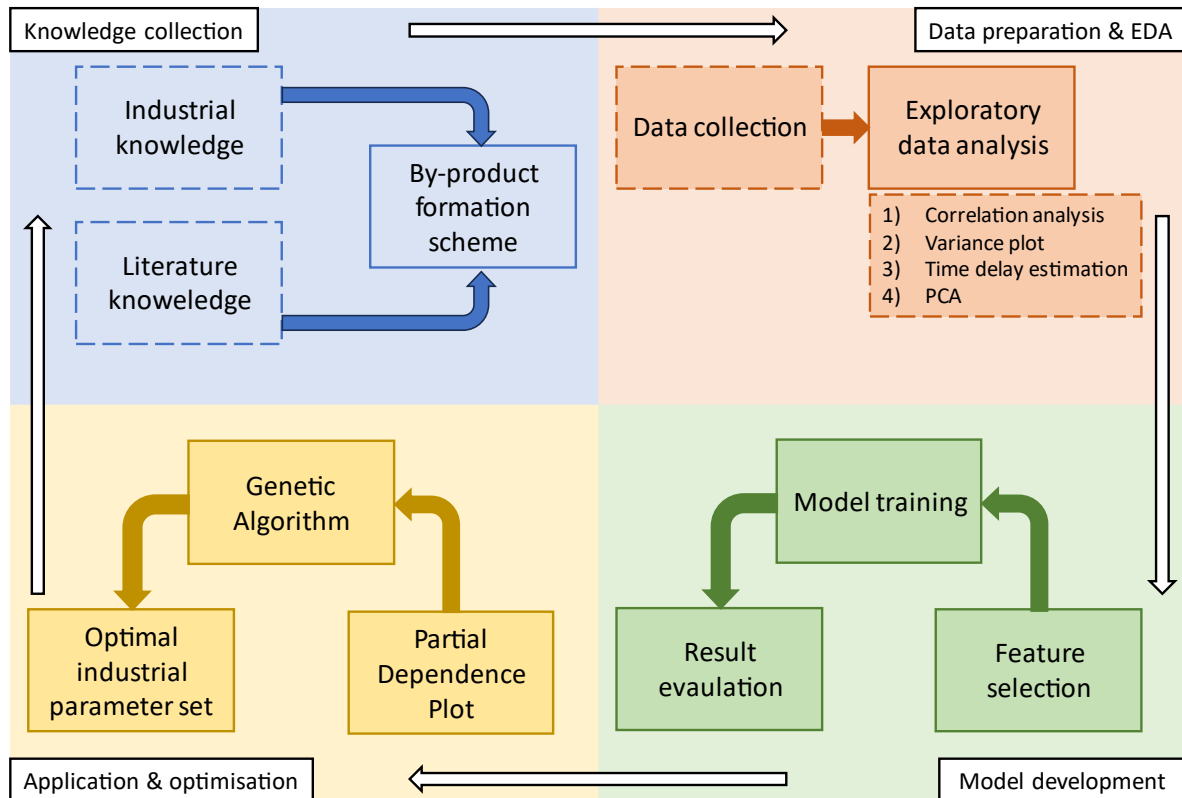 Knowledge collection
Industrial
knowledge
Literature
knoweledge
By-product
formation
scheme
Data preparation & EDA
Data collection
Exploratory
data analysis
1) Correlation analysis
2) Variance plot
3) Time delay estimation
4) PCA
Genetic
Algorithm
Optimal
industrial
parameter set
Partial
Dependence
Plot
Application & optimisation
Model training
Result
evaulation
Feature
selection
Model development